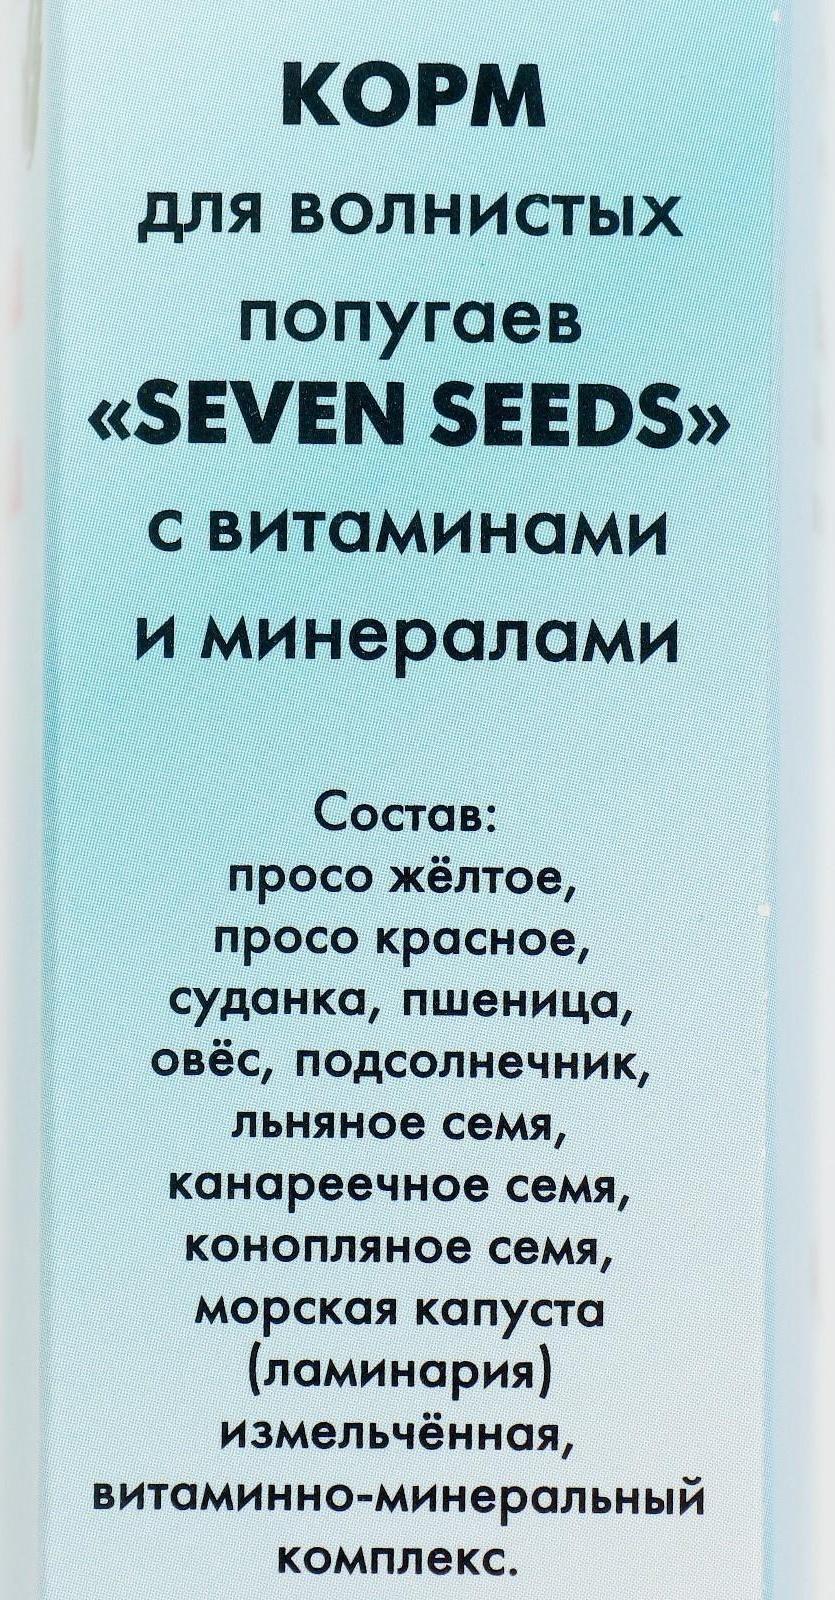 КОРМ
для волнистых
попугаев
«SEVEN SEEDS»
с витаминами
и минералами
Состав:
просо жёлтое,
просо красное,
суданка, пшеница,
овёс, подсолнечник,
льняное семя,
канареечное семя,
конопляное семя,
морская капуста
(ламинария)
измельчённая,
витаминно-минеральный
комплекс.